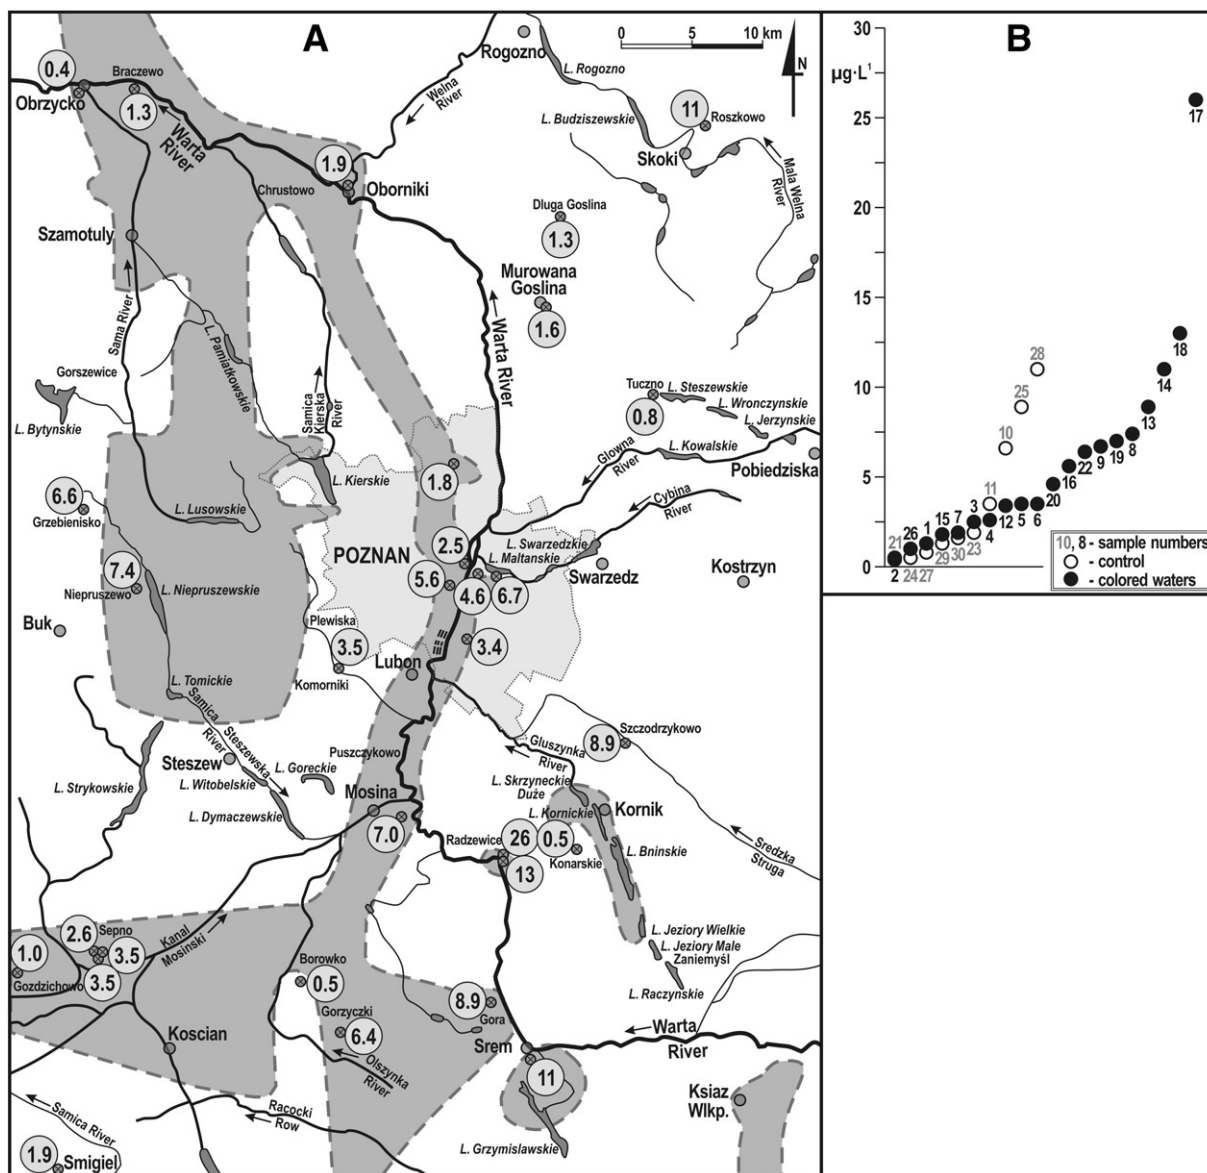 A
Rogozno
0 5 10 km
N
L. Rogozno
0.4
Braczewo
Obrzycko
1.3
Warta
River
Welna
River
L. Budziszewskie
11
Roszkowo
Skoki
Mala Welna
River
1.9
Chrustowo
Oborniki
Dluga Goslina
1.3
Szamotuly
Murowana
Goslina
1.6
Sama River
L. Pamiatkowskie
Samica
Kierska
River
Warta River
Gorszewice
L. Bytynskie
Tuczno
0.8
L. Steszewskie
L. Wronczynskie
L. Jerzynskie
L. Kowalskie
Pobiedziska
Glowna
River
1.8
L. Kierskie
6.6
Grzebienisko
L. Lusowskie
Cybina
River
POZNAN
2.5
L. Swarzedzkie
L. Maltanskie
Swarzedz
Kostrzyn
7.4
Niepruszewo
L. Niepruszewskie
5.6
4.6
6.7
Buk
Plewiska
3.5
Komorniki
Lubon
3.4
L. Tomickie
Samica
Steszewska
River
Steszew
L. Witobelskie
L. Goreckie
Puszczykowo
L. Strykowskie
L. Dymaczewskie
Mosina
7.0
Gluszynka
River
8.9
Szczodrzykowo
L. Skrzyneckie
Duże
L. Kornickie
Kornik
Radzewice
26
0.5
Konarskie
13
L. Bninskie
Sredzka
Struga
2.6
Sepno
3.5
1.0
Gozdzichowo
3.5
Kanal
Mosinski
L. Jeziory Wielkie
L. Jeziory Male
Zaniemyśl
L. Raczynskie
Borowko
0.5
Gorzyczki
6.4
8.9
Gora
Koscian
Olszynka
River
Srem
11
Warta
River
Ksiaz
Wlkp.
Racocki
Row
L. Grzymislawskie
Samica River
1.9
Smigiel
B
µg·L¹
30
25
20
15
10
5
0
17
18
14
28
25
13
10
8
19
9
22
16
20
11
6
5
12
3
4
7
15
1
26
21
2
24
27
29
30
23
10, 8 - sample numbers
- control
- colored waters